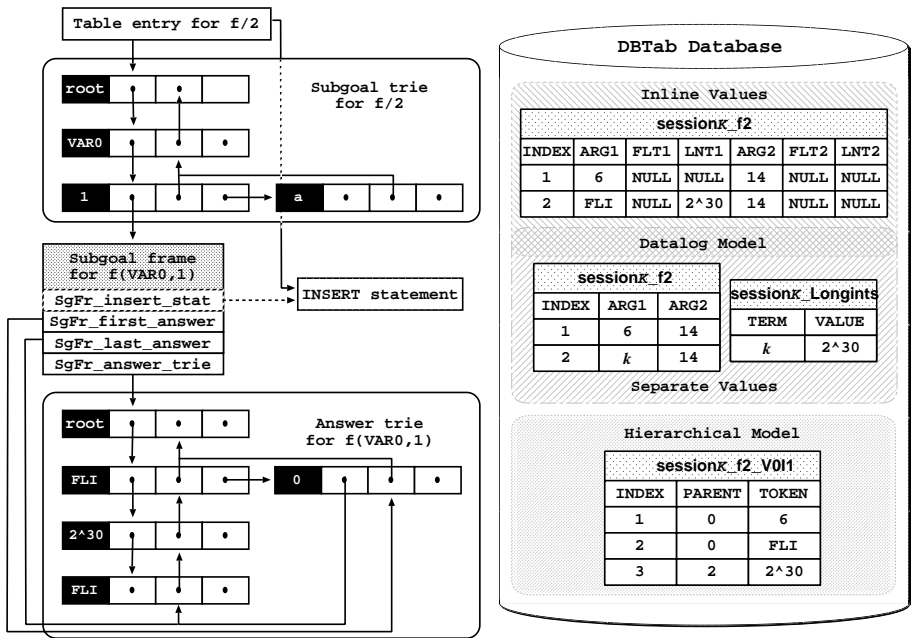 Table entry for f/2
root
Subgoal trie
for f/2
VAR0
1
a
Subgoal frame
for f(VAR0,1)
SgFr_insert_stat
SgFr_first_answer
SgFr_last_answer
SgFr_answer_trie
INSERT statement
root
Answer trie
for f(VAR0,1)
FLI
0
2^30
FLI
DBTab Database
Inline Values
sessionK_f2
INDEX ARG1 FLT1 LNT1 ARG2 FLT2 LNT2
1 6 NULL NULL 14 NULL NULL
2 FLI NULL 2^30 14 NULL NULL
Datalog Model
sessionK_f2
INDEX ARG1 ARG2
1 6 14
2 k 14
sessionK_Longints
TERM VALUE
k 2^30
Separate Values
Hierarchical Model
sessionK_f2_V0I1
INDEX PARENT TOKEN
1 0 6
2 0 FLI
3 2 2^30